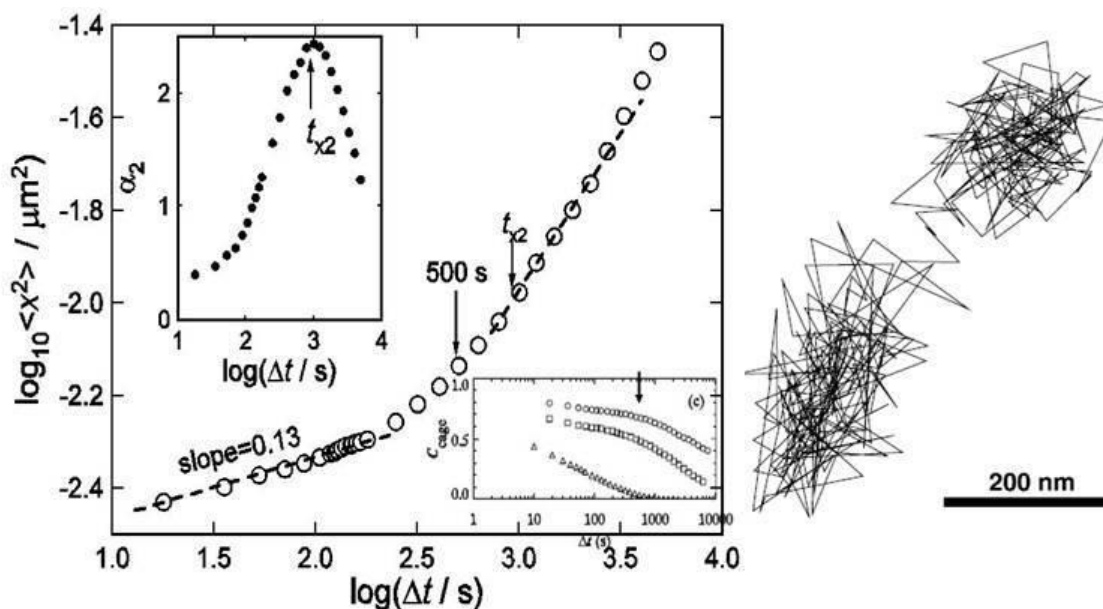 -1.4
-1.6
-1.8
-2.0
-2.2
-2.4
log₁₀<x² / μm²>
1.0 1.5 2.0 2.5 3.0 3.5 4.0
log(Δt / s)
slope=0.13
500 s
tx2
2
1
0
α₂
1 2 3 4
log(Δt / s)
tx2
1.0
0.5
0.0
Ccage
(c)
1 10 100 1000 10000
Δt (s)
200 nm